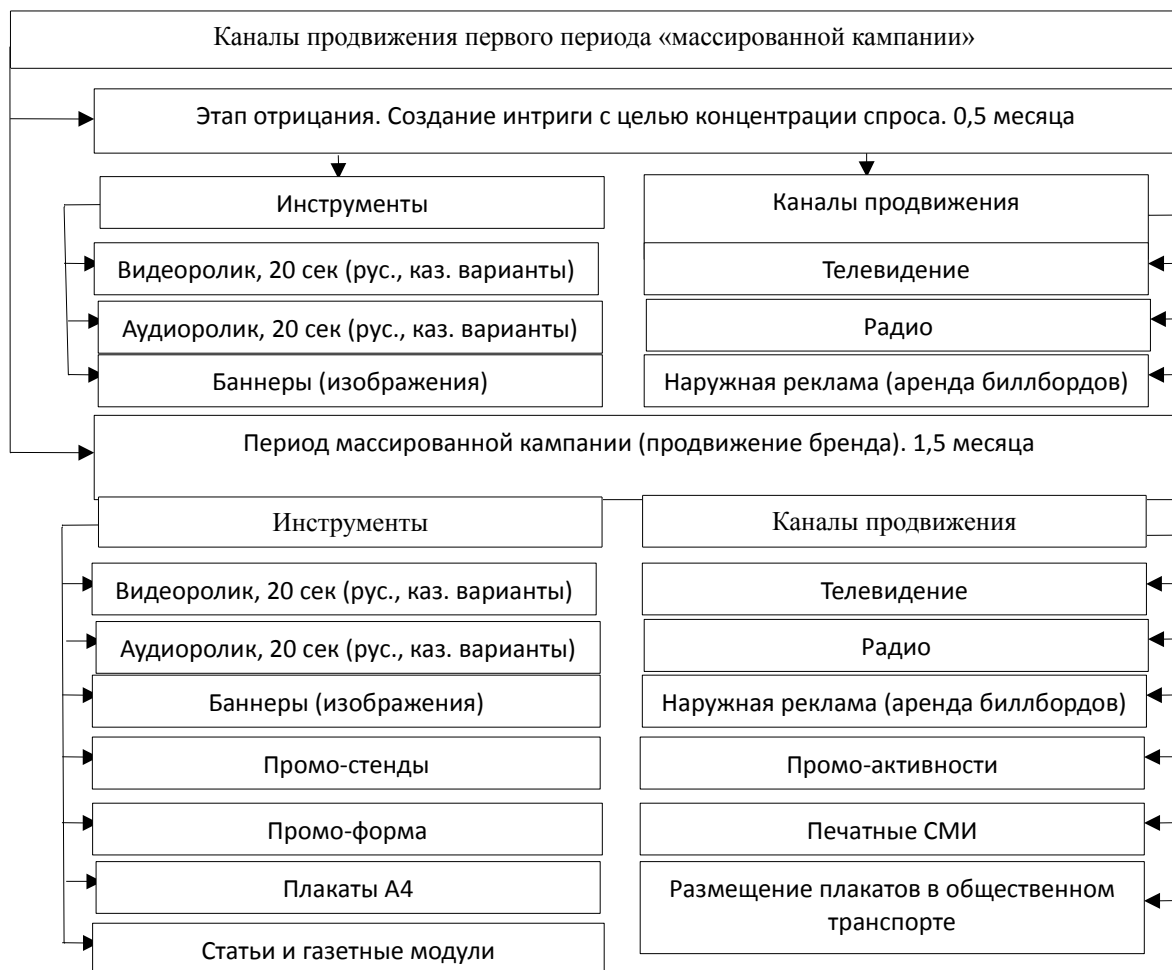 Каналы продвижения первого периода «массированной кампании»
Этап отрицания. Создание интриги с целью концентрации спроса. 0,5 месяца
Инструменты
Каналы продвижения
Видеоролик, 20 сек (рус., каз. варианты)
Телевидение
Аудиоролик, 20 сек (рус., каз. варианты)
Радио
Баннеры (изображения)
Наружная реклама (аренда биллбордов)
Период массированной кампании (продвижение бренда). 1,5 месяца
Инструменты
Каналы продвижения
Видеоролик, 20 сек (рус., каз. варианты)
Телевидение
Аудиоролик, 20 сек (рус., каз. варианты)
Радио
Баннеры (изображения)
Наружная реклама (аренда биллбордов)
Промо-стенды
Промо-активности
Промо-форма
Печатные СМИ
Плакаты А4
Размещение плакатов в общественном
транспорте
Статьи и газетные модули